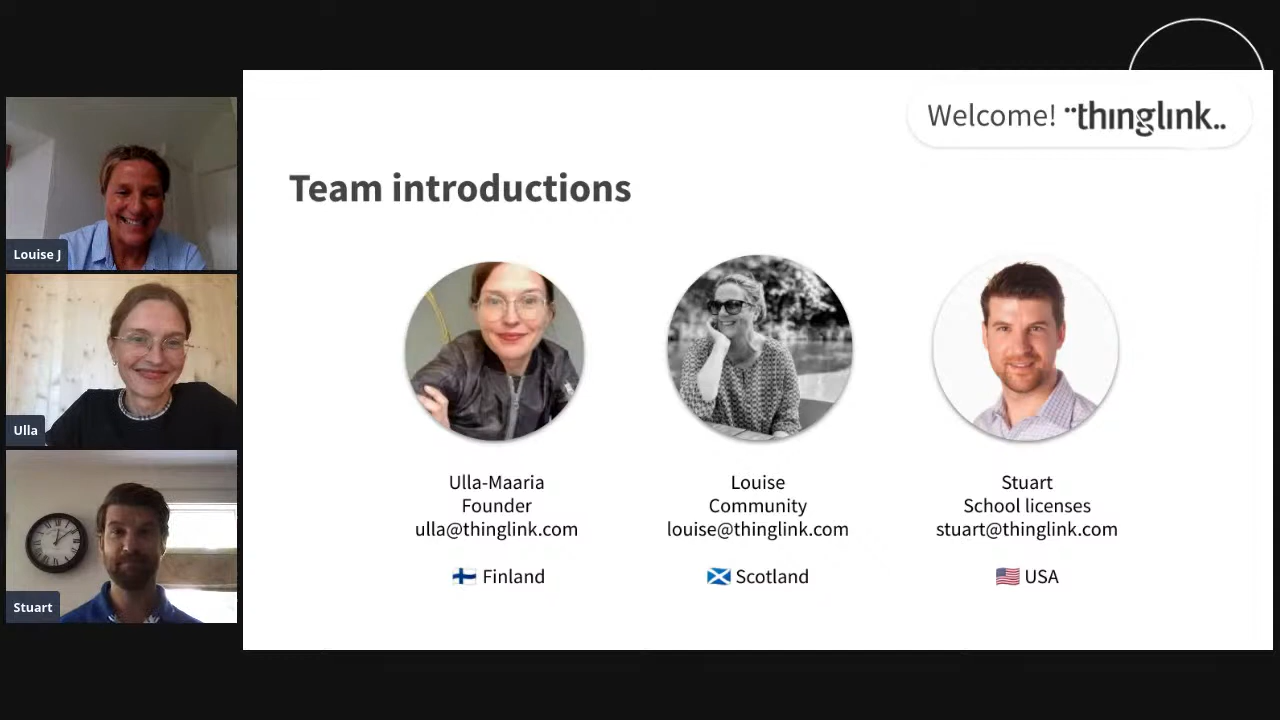 Welcome! ¨thinglink..
Team introductions
Louise J
Ulla
Stuart
Ulla-Maaria
Founder
ulla@thinglink.com
Finland
Louise
Community
louise@thinglink.com
Scotland
Stuart
School licenses
stuart@thinglink.com
USA